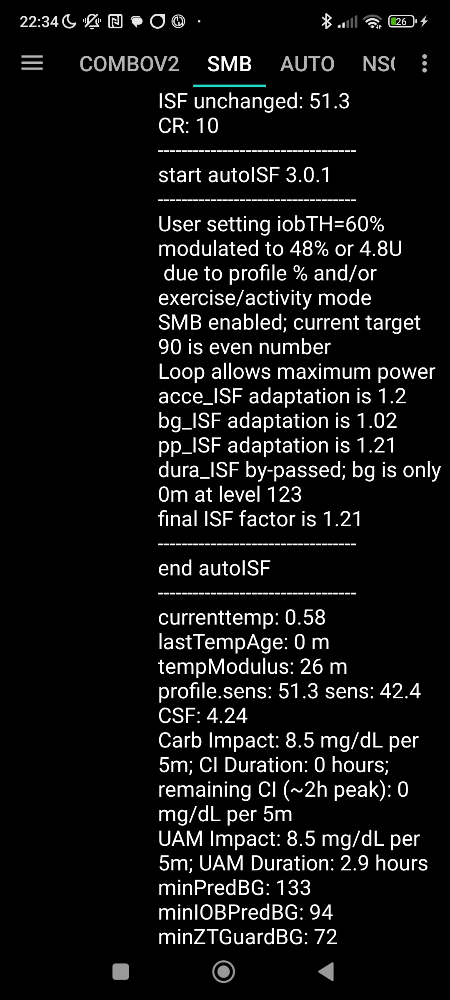 22:34
26
COMBOV2 SMB AUTO NSC
ISF unchanged: 51.3
CR: 10
----------------------------------
start autoISF 3.0.1
----------------------------------
User setting iobTH=60%
modulated to 48% or 4.8U
due to profile % and/or
exercise/activity mode
SMB enabled; current target
90 is even number
Loop allows maximum power
acce_ISF adaptation is 1.2
bg_ISF adaptation is 1.02
pp_ISF adaptation is 1.21
dura_ISF by-passed; bg is only
0m at level 123
final ISF factor is 1.21
----------------------------------
end autoISF
----------------------------------
currenttemp: 0.58
lastTempAge: 0 m
tempModulus: 26 m
profile.sens: 51.3 sens: 42.4
CSF: 4.24
Carb Impact: 8.5 mg/dL per
5m; CI Duration: 0 hours;
remaining CI (~2h peak): 0
mg/dL per 5m
UAM Impact: 8.5 mg/dL per
5m; UAM Duration: 2.9 hours
minPredBG: 133
minIOBPredBG: 94
minZTGuardBG: 72